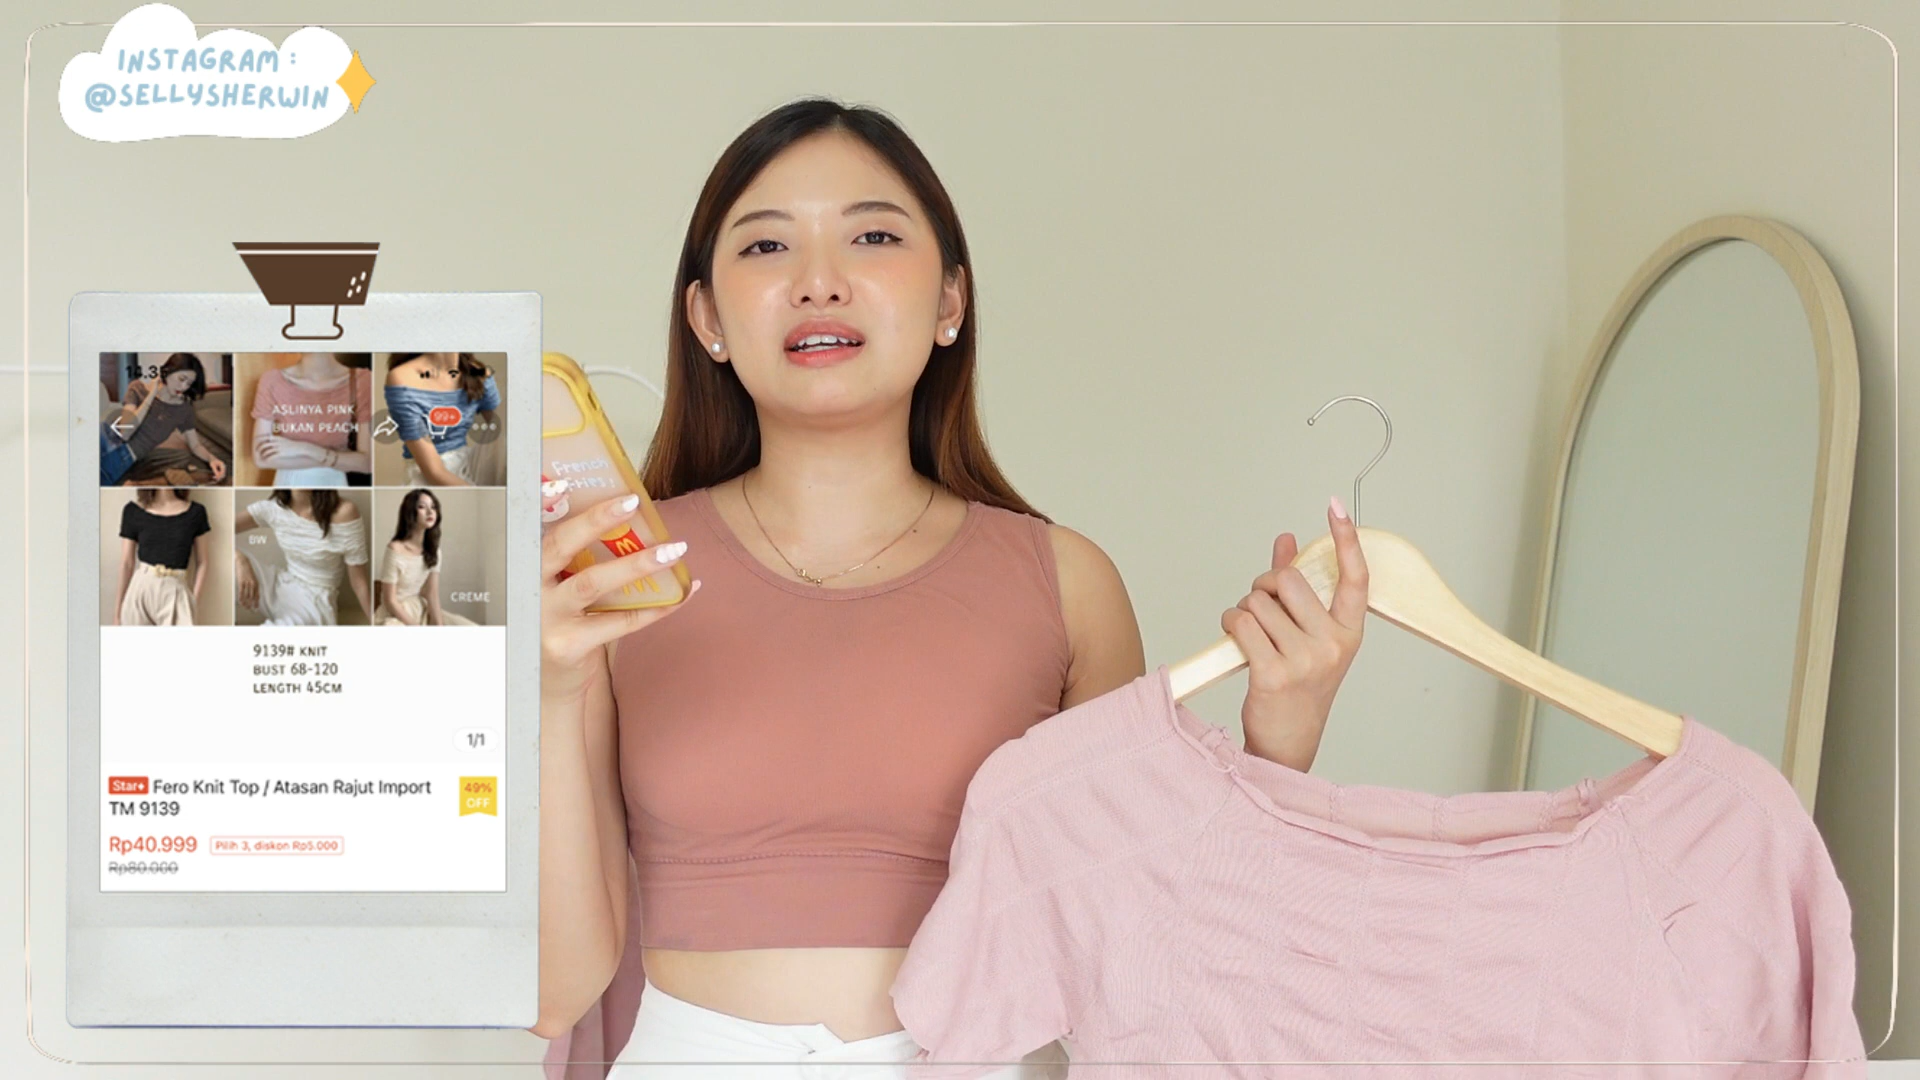 INSTAGRAM :
@SELLYSHERWIN
14.35
ASLINYA PINK
BUKAN PEACH
99+
BW
CREME
9139# KNIT
BUST 68-120
LENGTH 45CM
1/1
Star+ Fero Knit Top / Atasan Rajut Import
TM 9139
49%
OFF
Rp40.999 Pilih 3, diskon Rp5.000
Rp80.000
French
Fries!